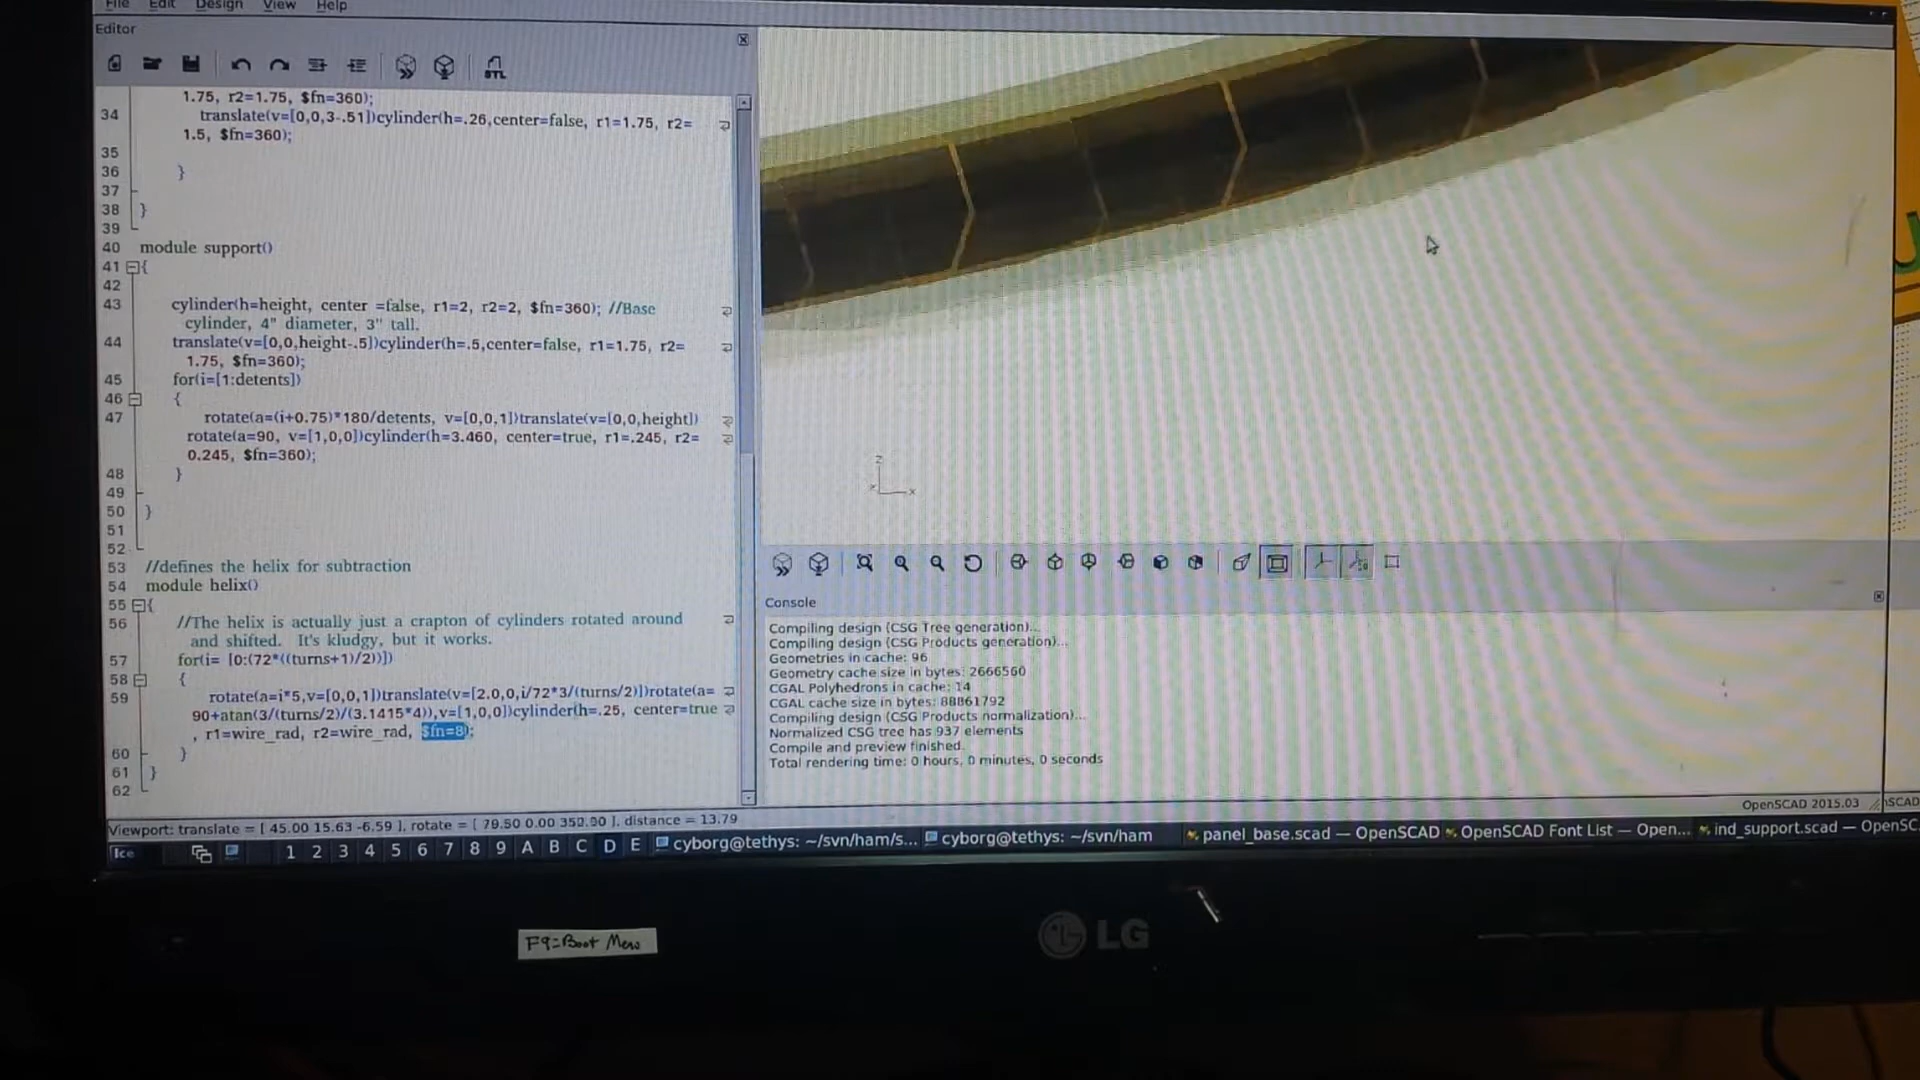 File Edit Design View Help
Editor
1.75, r2=1.75, $fn=360);
34 translate(v=[0,0,3-.51])cylinder(h=.26,center=false, r1=1.75, r2=
1.5, $fn=360);
35
36 }
37
38 }
39
40 module support()
41 {
42
43 cylinder(h=height, center =false, r1=2, r2=2, $fn=360); //Base
cylinder, 4" diameter, 3" tall.
44 translate(v=[0,0,height-.5])cylinder(h=.5,center=false, r1=1.75, r2=
1.75, $fn=360);
45 for(i=[1:detents])
46 {
47 rotate(a=(i+0.75)*180/detents, v=[0,0,1])translate(v=[0,0,height])
rotate(a=90, v=[1,0,0])cylinder(h=3.460, center=true, r1=.245, r2=
0.245, $fn=360);
48 }
49
50 }
51
52
53 //defines the helix for subtraction
54 module helix()
55 {
56 //The helix is actually just a crapton of cylinders rotated around
and shifted. It's kludgy, but it works.
57 for(i= [0:(72*((turns+1)/2))])
58 {
59 rotate(a=i*5,v=[0,0,1])translate(v=[2.0,0,i/72*3/(turns/2)])rotate(a=
90+atan(3/(turns/2)/(3.1415*4)),v=[1,0,0])cylinder(h=.25, center=true
, r1=wire_rad, r2=wire_rad, $fn=8);
60 }
61 }
62
STL
z
x
Console
Compiling design (CSG Tree generation)...
Compiling design (CSG Products generation)...
Geometries in cache: 96
Geometry cache size in bytes: 2666560
CGAL Polyhedrons in cache: 14
CGAL cache size in bytes: 88861792
Compiling design (CSG Products normalization)...
Normalized CSG tree has 937 elements
Compile and preview finished.
Total rendering time: 0 hours, 0 minutes, 0 seconds
Viewport: translate = [ 45.00 15.63 -6.59 ], rotate = [ 79.50 0.00 352.90 ], distance = 13.79
OpenSCAD 2015.03
Ice 1 2 3 4 5 6 7 8 9 A B C D E cyborg@tethys: ~/svn/ham/s... cyborg@tethys: ~/svn/ham panel_base.scad — OpenSCAD OpenSCAD Font List — Open... ind_support.scad — OpenSC
F9=Boot Menu
LG